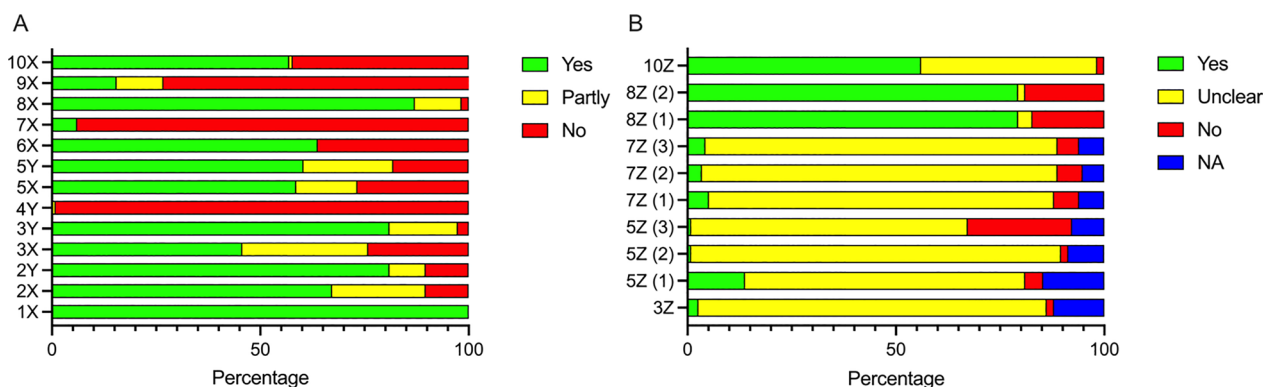 A
10X
9X
8X
7X
6X
5Y
5X
4Y
3Y
3X
2Y
2X
1X
0
50
100
Percentage
Yes
Partly
No
B
10Z
8Z (2)
8Z (1)
7Z (3)
7Z (2)
7Z (1)
5Z (3)
5Z (2)
5Z (1)
3Z
0
50
100
Percentage
Yes
Unclear
No
NA